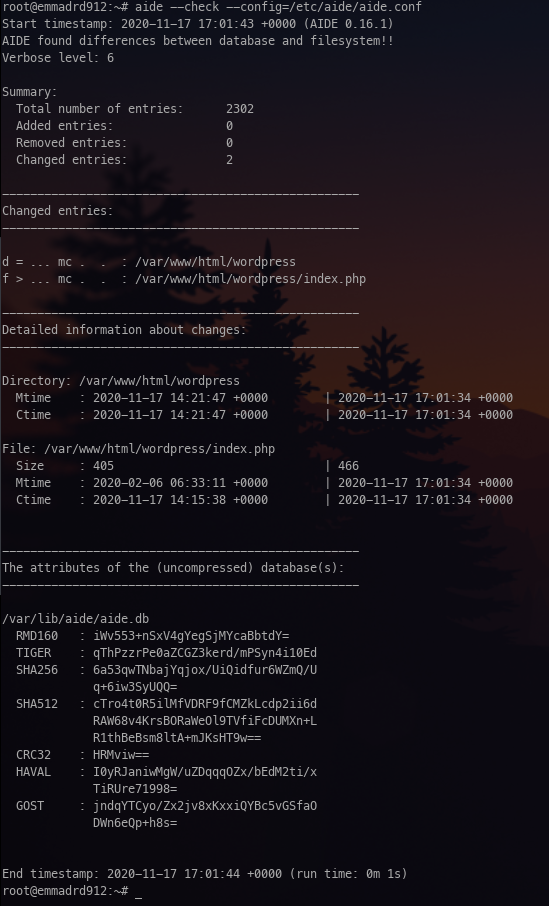 root@emmadrd912:~# aide --check --config=/etc/aide/aide.conf
Start timestamp: 2020-11-17 17:01:43 +0000 (AIDE 0.16.1)
AIDE found differences between database and filesystem!!
Verbose level: 6
Summary:
Total number of entries: 2302
Added entries: 0
Removed entries: 0
Changed entries: 2
---------------------------------------------------
Changed entries:
---------------------------------------------------
d = ... mc . . : /var/www/html/wordpress
f > ... mc . . : /var/www/html/wordpress/index.php
---------------------------------------------------
Detailed information about changes:
---------------------------------------------------
Directory: /var/www/html/wordpress
Mtime : 2020-11-17 14:21:47 +0000 | 2020-11-17 17:01:34 +0000
Ctime : 2020-11-17 14:21:47 +0000 | 2020-11-17 17:01:34 +0000
File: /var/www/html/wordpress/index.php
Size : 405 | 466
Mtime : 2020-02-06 06:33:11 +0000 | 2020-11-17 17:01:34 +0000
Ctime : 2020-11-17 14:15:38 +0000 | 2020-11-17 17:01:34 +0000
---------------------------------------------------
The attributes of the (uncompressed) database(s):
---------------------------------------------------
/var/lib/aide/aide.db
RMD160 : iWv553+nSxV4gYegSjMYcaBbtdY=
TIGER : qThPzzrPe0aZCGZ3kerd/mPSyn4i10Ed
SHA256 : 6a53qwTNbajYqjox/UiQidfur6WZmQ/U
q+6iw3SyUQQ=
SHA512 : cTro4t0R5ilMfVDRF9fCMZkLcdp2ii6d
RAW68v4KrsBORaWeOl9TVfiFcDUMXn+L
R1thBeBsm8ltA+mJKsHT9w==
CRC32 : HRMviw==
HAVAL : I0yRJaniwMgW/uZDqqqOZx/bEdM2ti/x
TiRUre71998=
GOST : jndqYTCyo/Zx2jv8xKxxiQYBc5vGSfaO
DWn6eQp+h8s=
End timestamp: 2020-11-17 17:01:44 +0000 (run time: 0m 1s)
root@emmadrd912:~# _